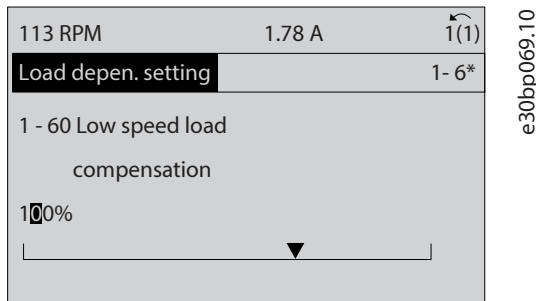 113 RPM 1.78 A 1(1)
Load depen. setting 1- 6*
1 - 60 Low speed load
compensation
100%
e30bp069.10